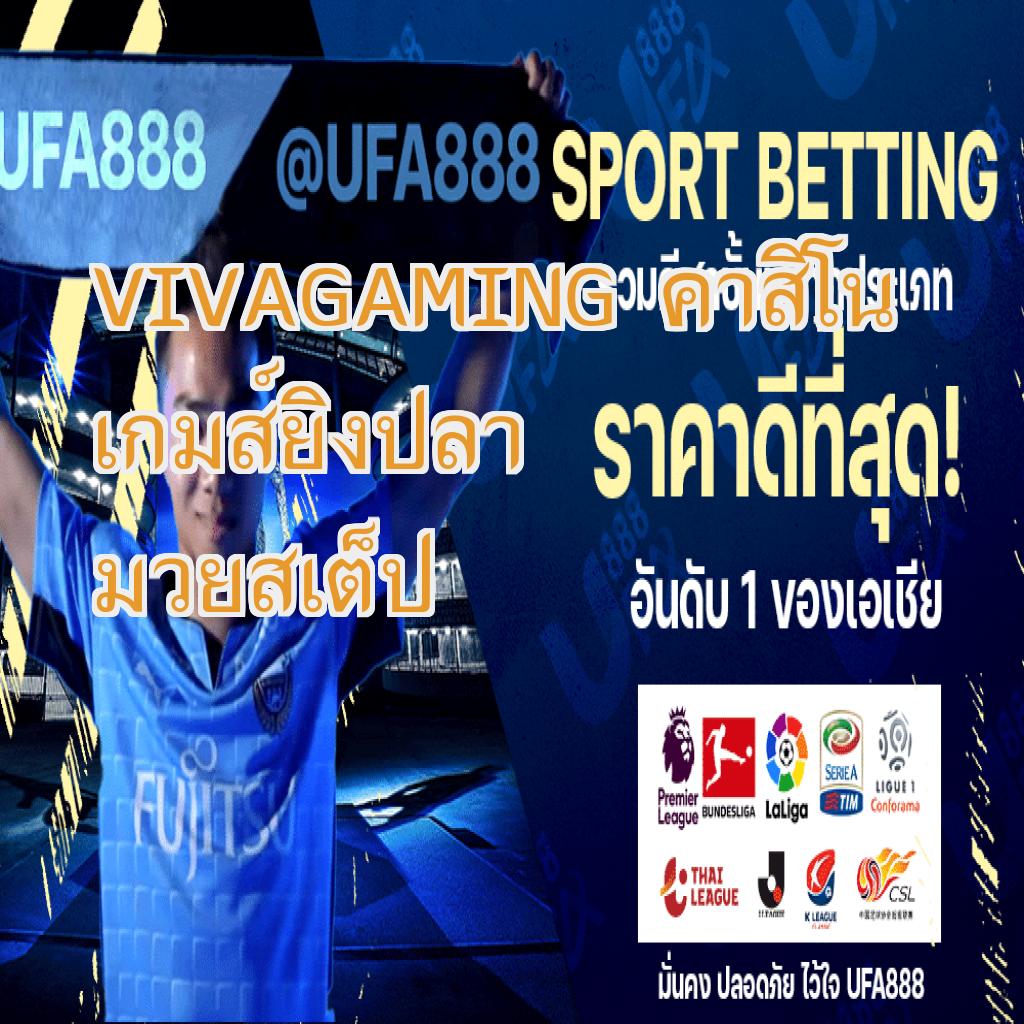 UFA888
@UFA888
SPORT BETTING
VIVAGAMING คาสิโน
เกมส์ยิงปลา
มวยสเต็ป
ราคาดีที่สุด!
อันดับ 1 ของเอเชีย
FUJITSU
Premier League
BUNDESLIGA
LaLiga
SERIE A
TIM
LIGUE 1
Conforama
THAI LEAGUE
J.LEAGUE
K LEAGUE
CSL
มั่นคง ปลอดภัย ไว้ใจ UFA888